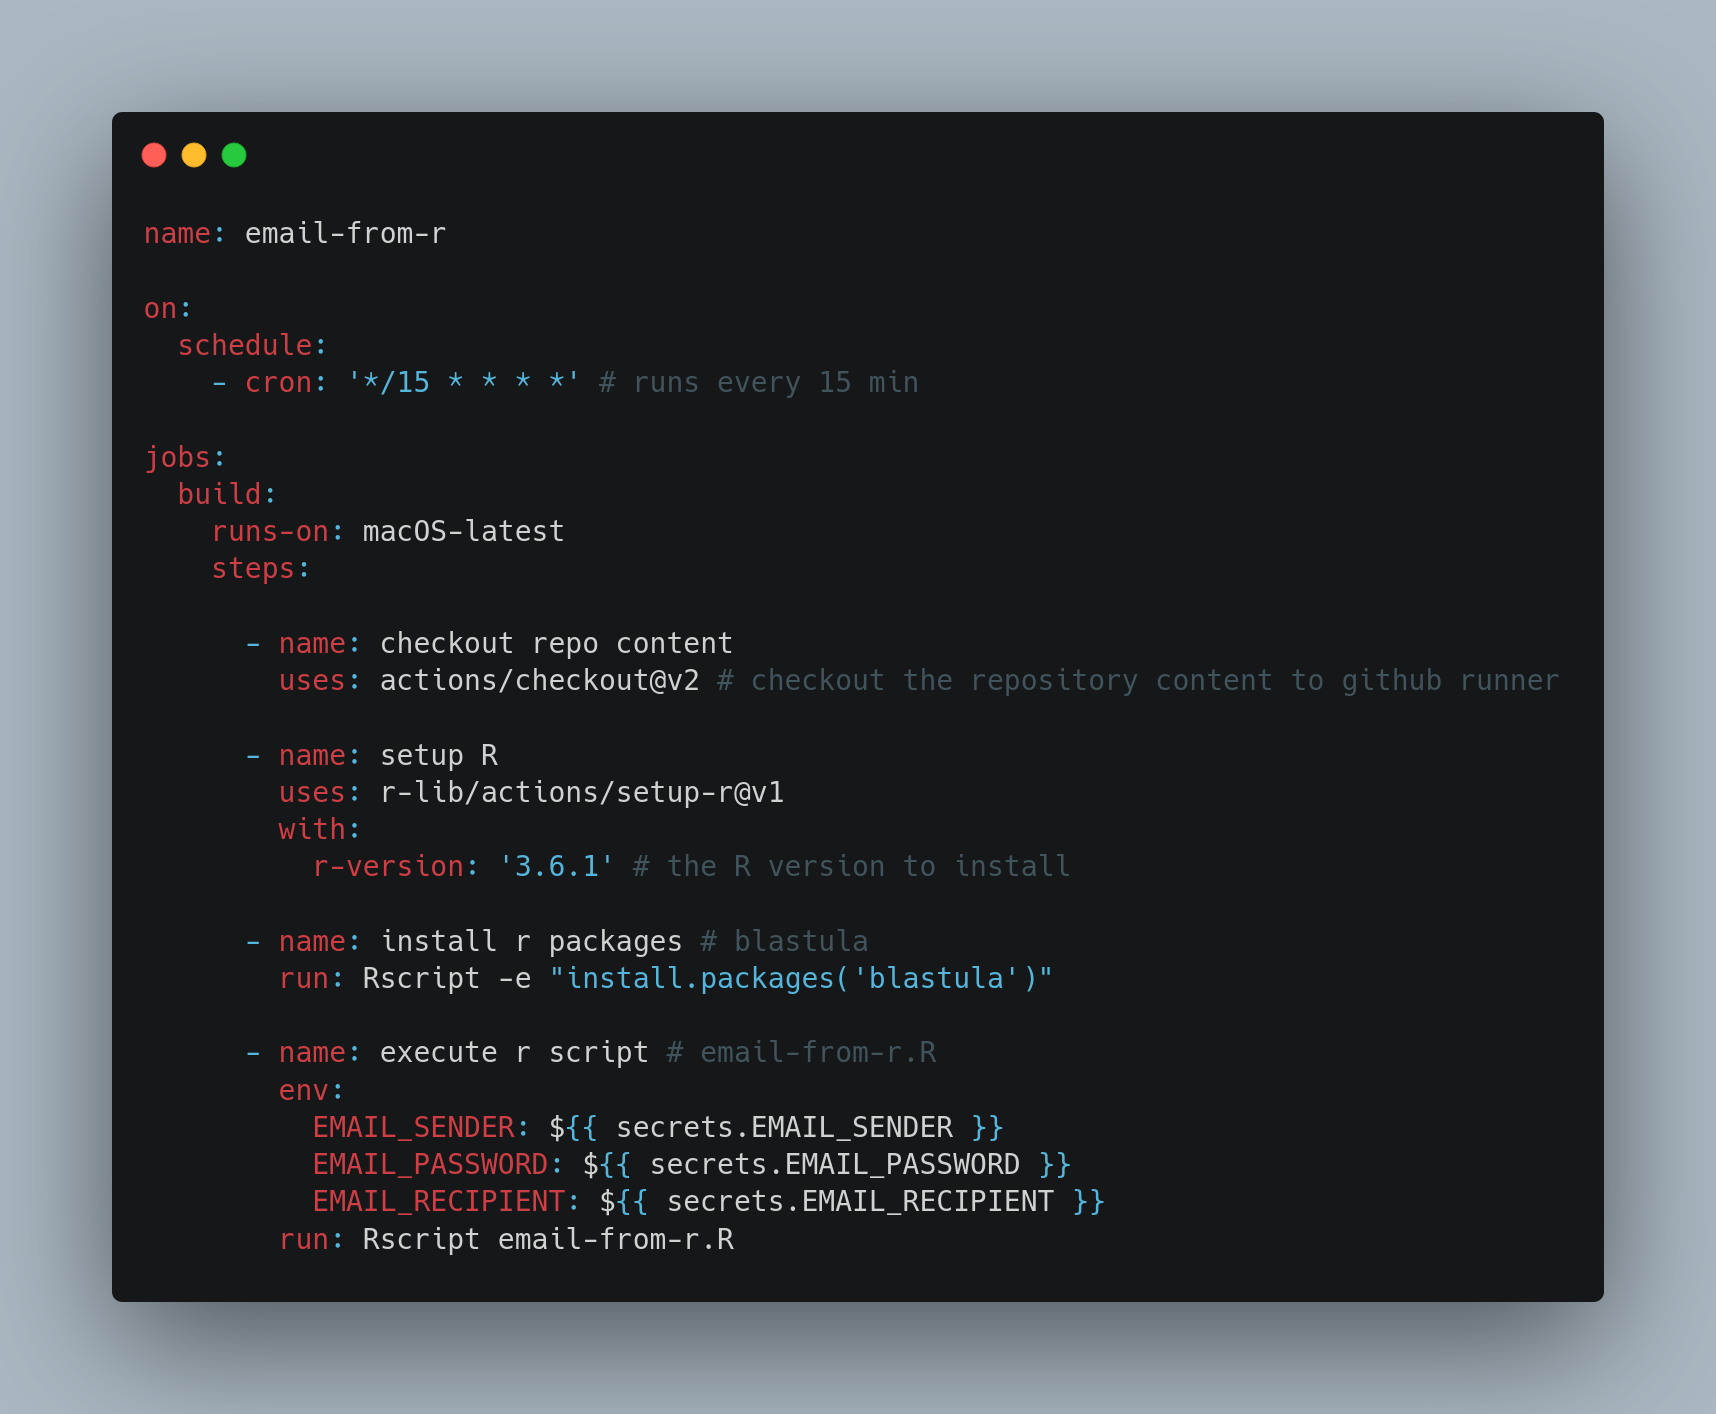 name: email-from-r
on:
  schedule:
    - cron: '*/15 * * * *' # runs every 15 min
jobs:
  build:
    runs-on: macOS-latest
    steps:
      - name: checkout repo content
        uses: actions/checkout@v2 # checkout the repository content to github runner
      - name: setup R
        uses: r-lib/actions/setup-r@v1
        with:
          r-version: '3.6.1' # the R version to install
      - name: install r packages # blastula
        run: Rscript -e "install.packages('blastula')"
      - name: execute r script # email-from-r.R
        env:
          EMAIL_SENDER: ${{ secrets.EMAIL_SENDER }}
          EMAIL_PASSWORD: ${{ secrets.EMAIL_PASSWORD }}
          EMAIL_RECIPIENT: ${{ secrets.EMAIL_RECIPIENT }}
        run: Rscript email-from-r.R